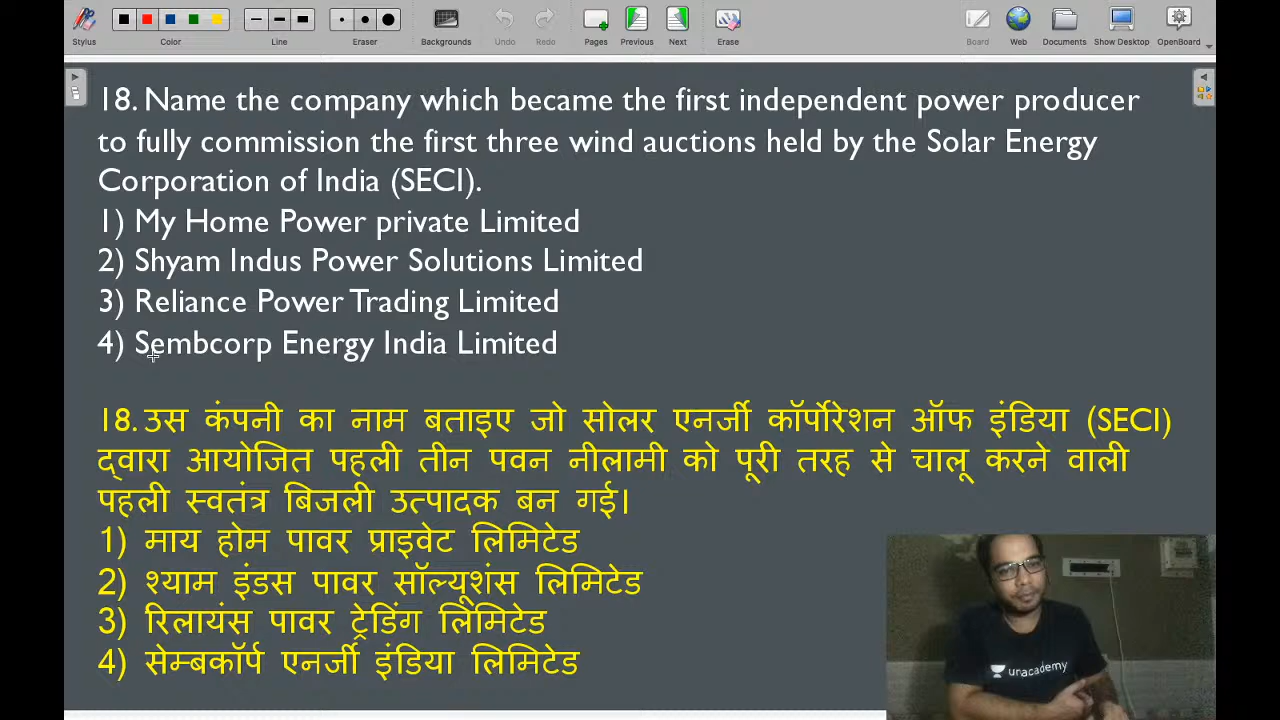 Stylus
Color
Line
Eraser
Backgrounds
Undo
Redo
Pages
Previous
Next
Erase
Board
Web
Documents
Show Desktop
OpenBoard
18. Name the company which became the first independent power producer
to fully commission the first three wind auctions held by the Solar Energy
Corporation of India (SECI).
1) My Home Power private Limited
2) Shyam Indus Power Solutions Limited
3) Reliance Power Trading Limited
4) Sembcorp Energy India Limited
18. उस कंपनी का नाम बताइए जो सोलर एनर्जी कॉर्पोरेशन ऑफ इंडिया (SECI)
द्वारा आयोजित पहली तीन पवन नीलामी को पूरी तरह से चालू करने वाली
पहली स्वतंत्र बिजली उत्पादक बन गई।
1) माय होम पावर प्राइवेट लिमिटेड
2) श्याम इंडस पावर सॉल्यूशंस लिमिटेड
3) रिलायंस पावर ट्रेडिंग लिमिटेड
4) सेम्बकॉर्प एनर्जी इंडिया लिमिटेड
unacademy